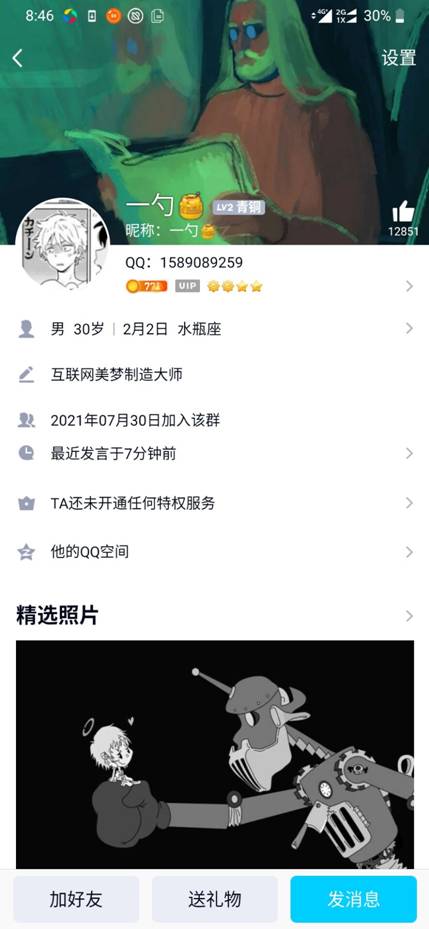 8:46
4G+ 2G 1X 30%
设置
一勺🍯 LV2 青铜
昵称：一勺🍯
12851
カチーン
QQ：1589089259
VIP
男 30岁 | 2月2日 水瓶座
互联网美梦制造大师
2021年07月30日加入该群
最近发言于7分钟前
TA还未开通任何特权服务
他的QQ空间
精选照片
加好友 送礼物 发消息